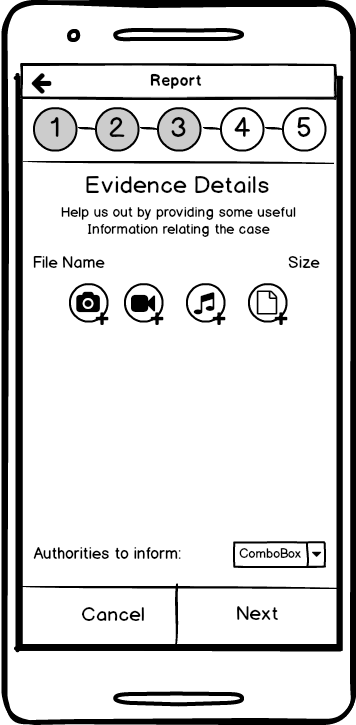 Report
1 2 3 4 5
Evidence Details
Help us out by providing some useful
Information relating the case
File Name Size
Authorities to inform: ComboBox
Cancel Next